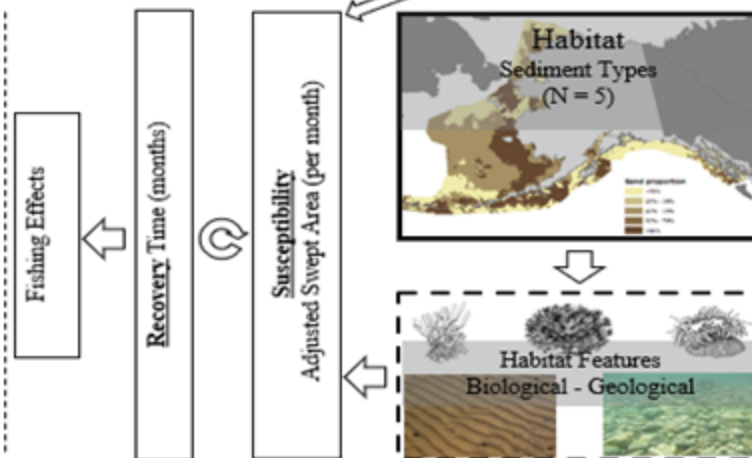 Fishing Effects
Recovery Time (months)
Susceptibility
Adjusted Swept Area (per month)
Habitat
Sediment Types
(N = 5)
Sand proportion
Habitat Features
Biological - Geological